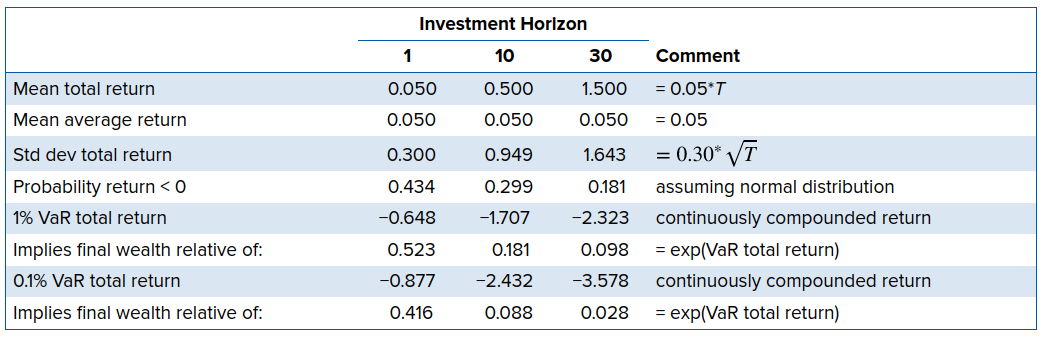 Investment Horizon
1 10 30 Comment
Mean total return 0.050 0.500 1.500 = 0.05*T
Mean average return 0.050 0.050 0.050 = 0.05
Std dev total return 0.300 0.949 1.643 = 0.30* √T
Probability return < 0 0.434 0.299 0.181 assuming normal distribution
1% VaR total return −0.648 −1.707 −2.323 continuously compounded return
Implies final wealth relative of: 0.523 0.181 0.098 = exp(VaR total return)
0.1% VaR total return −0.877 −2.432 −3.578 continuously compounded return
Implies final wealth relative of: 0.416 0.088 0.028 = exp(VaR total return)